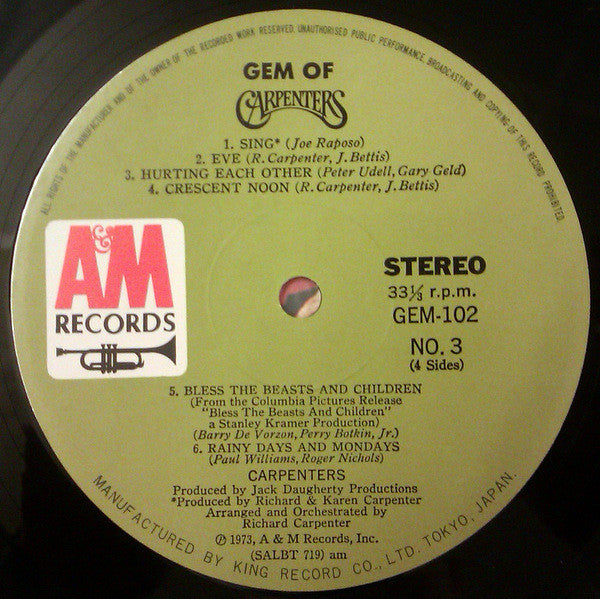 ALL RIGHTS OF THE MANUFACTURER AND OF THE OWNER OF THE RECORDED WORK RESERVED. UNAUTHORISED PUBLIC PERFORMANCE, BROADCASTING AND COPYING OF THIS RECORD PROHIBITED
GEM OF
CARPENTERS
1. SING* (Joe Raposo)
2. EVE (R. Carpenter, J. Bettis)
3. HURTING EACH OTHER (Peter Udell, Gary Geld)
4. CRESCENT NOON (R. Carpenter, J. Bettis)
A&M
RECORDS
STEREO
33⅓ r.p.m.
GEM-102
NO. 3
(4 Sides)
5. BLESS THE BEASTS AND CHILDREN
(From the Columbia Pictures Release
"Bless The Beasts And Children"
a Stanley Kramer Production)
(Barry De Vorzon, Perry Botkin, Jr.)
6. RAINY DAYS AND MONDAYS
(Paul Williams, Roger Nichols)
CARPENTERS
Produced by Jack Daugherty Productions
*Produced by Richard & Karen Carpenter
Arranged and Orchestrated by
Richard Carpenter
℗ 1973, A & M Records, Inc.
(SALBT 719) am
MANUFACTURED BY KING RECORD CO., LTD. TOKYO, JAPAN.